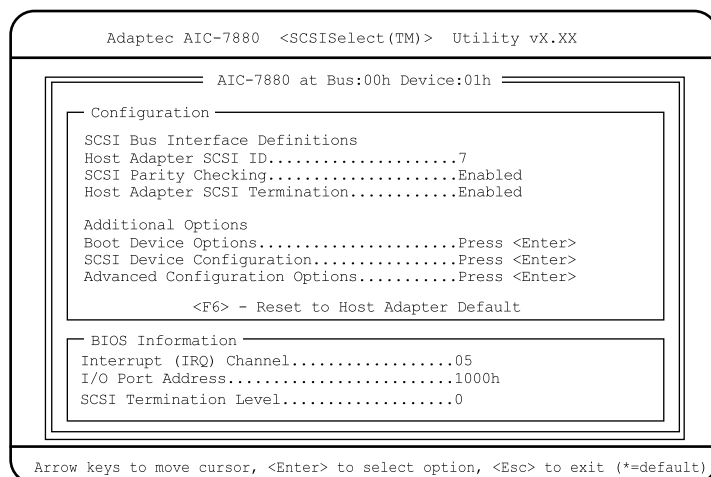 Adaptec AIC-7880 <SCSISelect(TM)> Utility vX.XX
AIC-7880 at Bus:00h Device:01h
Configuration
SCSI Bus Interface Definitions
Host Adapter SCSI ID.....................7
SCSI Parity Checking.....................Enabled
Host Adapter SCSI Termination............Enabled
Additional Options
Boot Device Options......................Press <Enter>
SCSI Device Configuration................Press <Enter>
Advanced Configuration Options...........Press <Enter>
<F6> - Reset to Host Adapter Default
BIOS Information
Interrupt (IRQ) Channel..................05
I/O Port Address.........................1000h
SCSI Termination Level...................0
Arrow keys to move cursor, <Enter> to select option, <Esc> to exit (*=default)